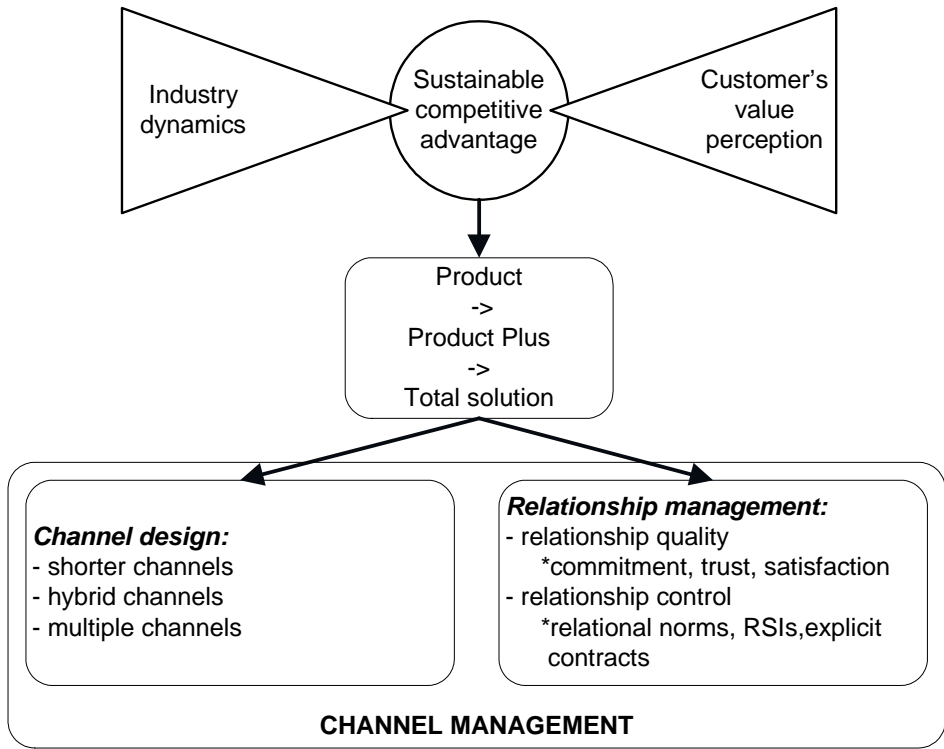 Industry
dynamics
Sustainable
competitive
advantage
Customer's
value
perception
Product
->
Product Plus
->
Total solution
Channel design:
- shorter channels
- hybrid channels
- multiple channels
Relationship management:
- relationship quality
*commitment, trust, satisfaction
- relationship control
*relational norms, RSIs,explicit
contracts
CHANNEL MANAGEMENT